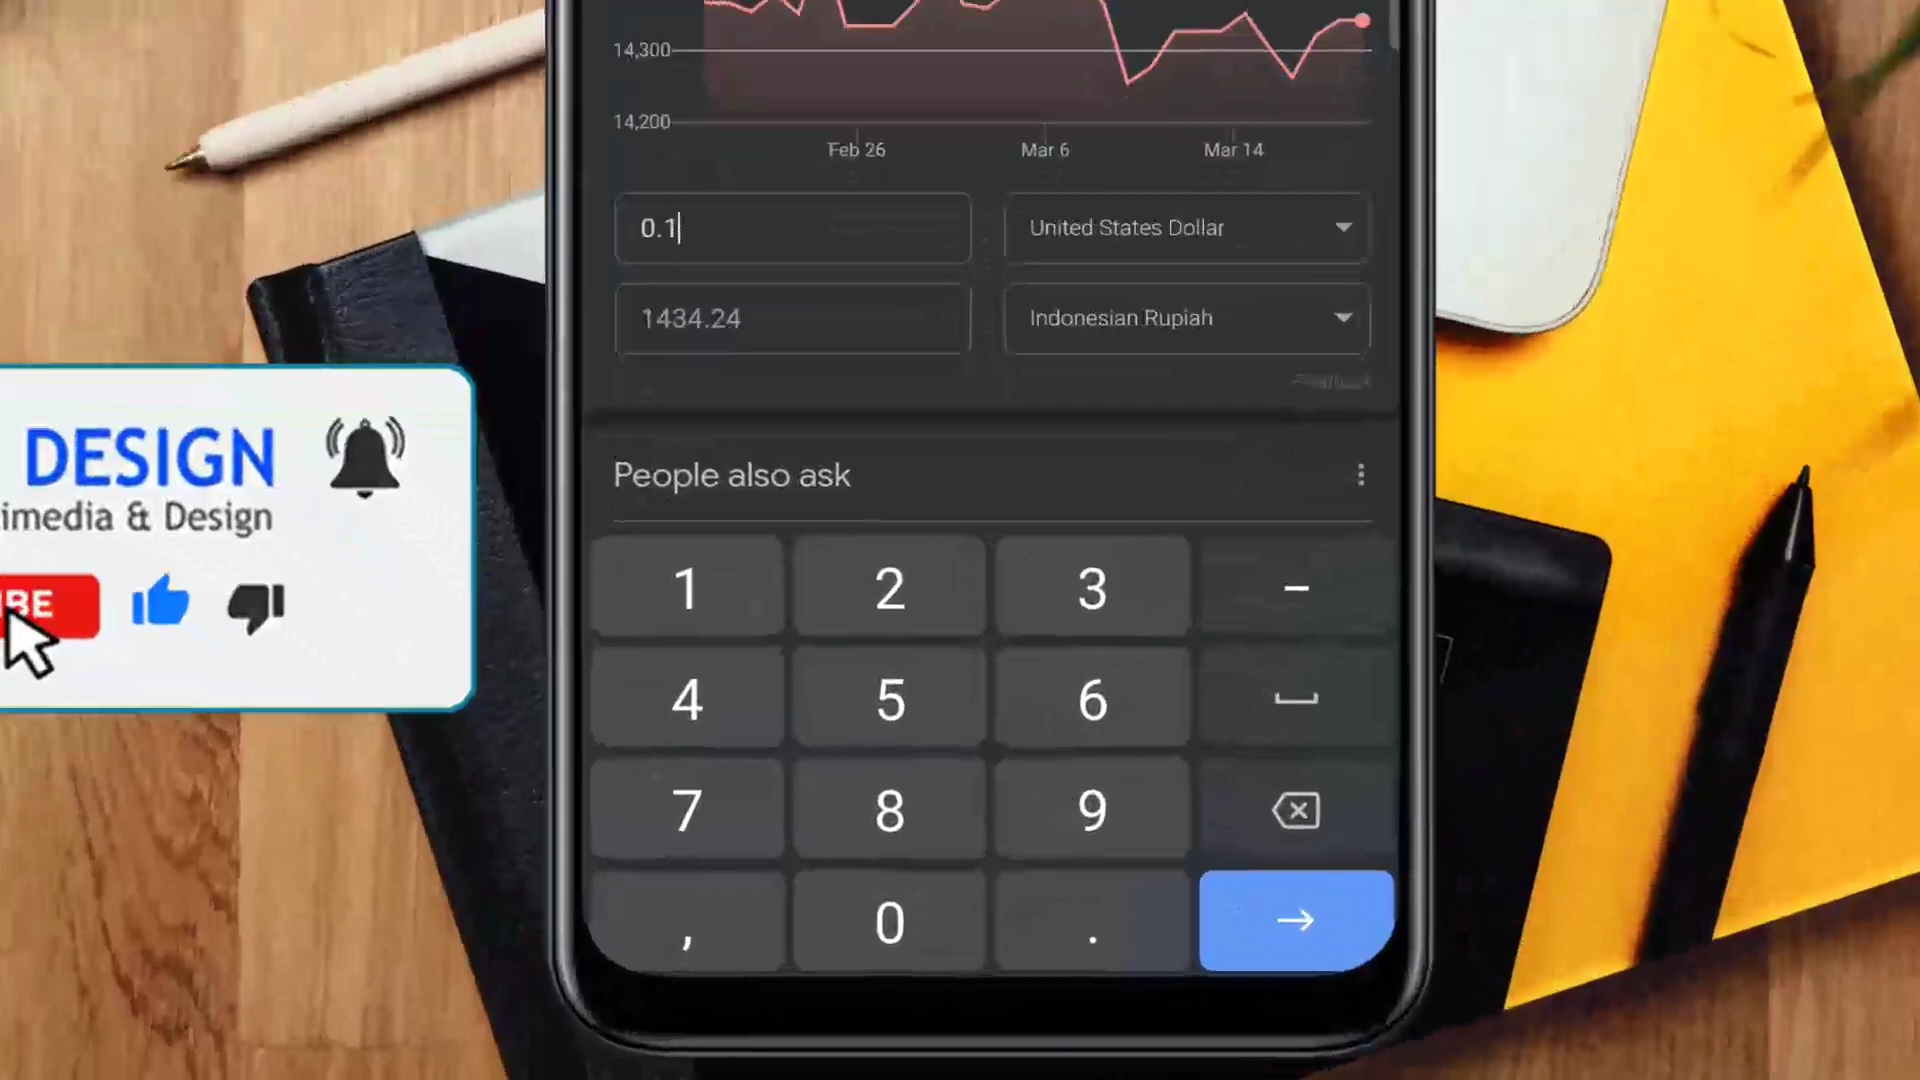 14,300
14,200
Feb 26 Mar 6 Mar 14
0.1 United States Dollar
1434.24 Indonesian Rupiah
People also ask
DESIGN
imedia & Design
BE
1 2 3 -
4 5 6
7 8 9
, 0 .